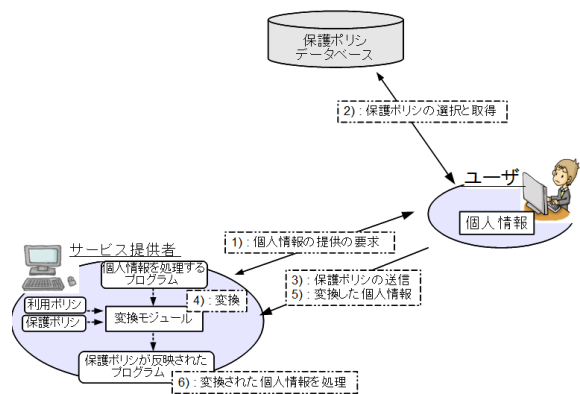 保護ポリシ
データベース
2) : 保護ポリシの選択と取得
ユーザ
個人情報
1) : 個人情報の提供の要求
サービス提供者
個人情報を処理する
プログラム
3) : 保護ポリシの送信
5) : 変換した個人情報
4) : 変換
利用ポリシ
保護ポリシ
変換モジュール
保護ポリシが反映された
プログラム
6) : 変換された個人情報を処理